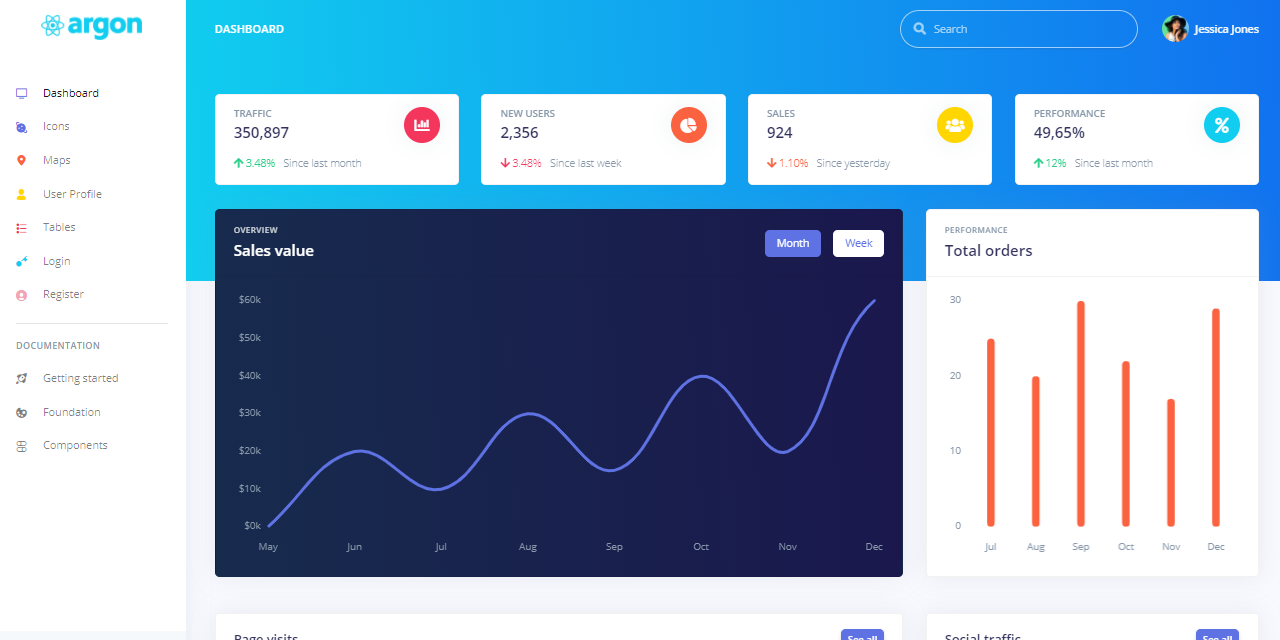 argon
Dashboard
Icons
Maps
User Profile
Tables
Login
Register
DOCUMENTATION
Getting started
Foundation
Components
DASHBOARD
Search
Jessica Jones
TRAFFIC
350,897
3.48% Since last month
NEW USERS
2,356
3.48% Since last week
SALES
924
1.10% Since yesterday
PERFORMANCE
49,65%
12% Since last month
OVERVIEW
Sales value
Month
Week
$60k
$50k
$40k
$30k
$20k
$10k
$0k
May Jun Jul Aug Sep Oct Nov Dec
PERFORMANCE
Total orders
30
20
10
0
Jul Aug Sep Oct Nov Dec
Page visits
See all
Social traffic
See all